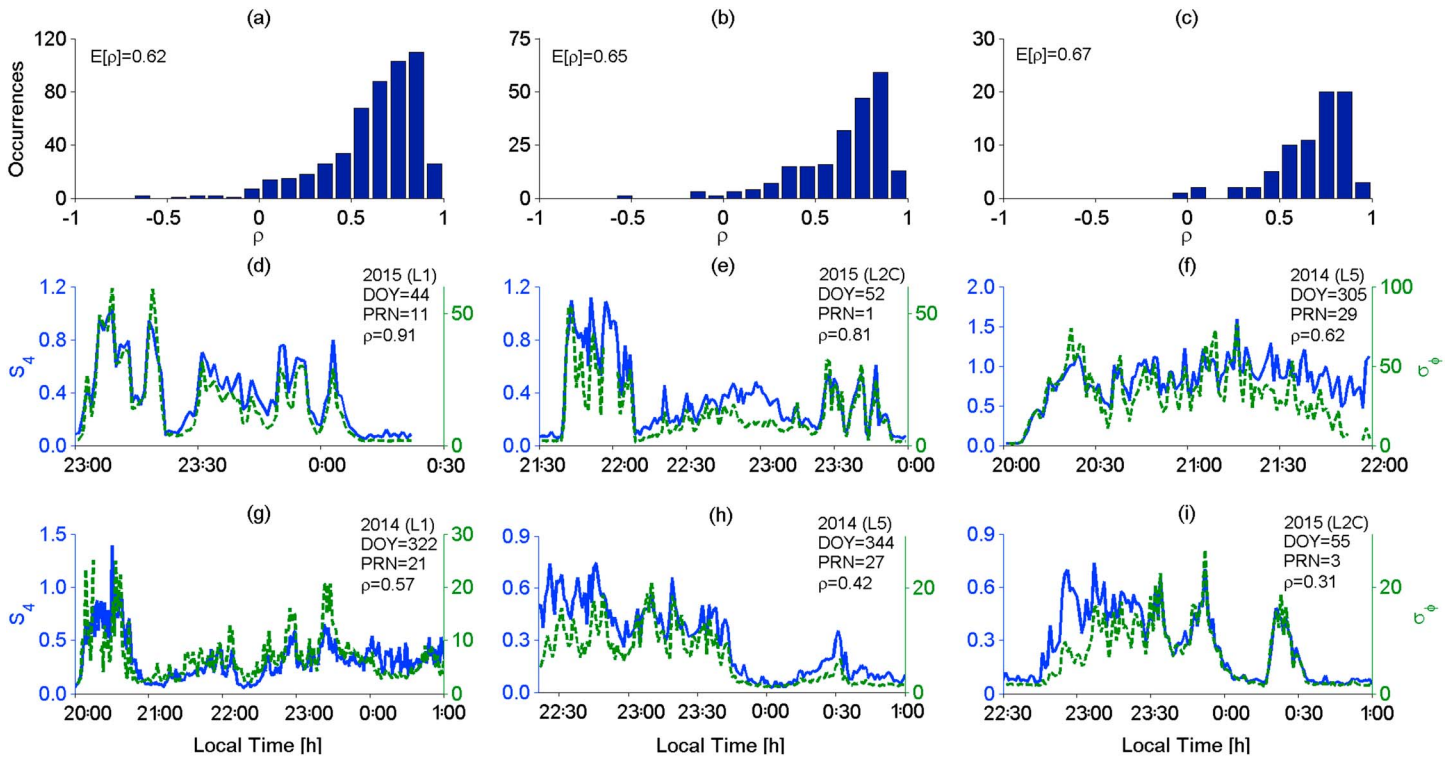 (a)
120
80
40
0
Occurrences
E[ρ]=0.62
-1 -0.5 0 0.5 1
ρ
(b)
75
50
25
0
E[ρ]=0.65
-1 -0.5 0 0.5 1
ρ
(c)
30
20
10
0
E[ρ]=0.67
-1 -0.5 0 0.5 1
ρ
(d)
1.2
0.8
0.4
0.0
S4
2015 (L1)
DOY=44
PRN=11
ρ=0.91
50
0
23:00 23:30 0:00 0:30
(e)
1.2
0.8
0.4
0.0
2015 (L2C)
DOY=52
PRN=1
ρ=0.81
50
0
21:30 22:00 22:30 23:00 23:30 0:00
(f)
2.0
1.5
1.0
0.5
0.0
2014 (L5)
DOY=305
PRN=29
ρ=0.62
100
50
0
σϕ
20:00 20:30 21:00 21:30 22:00
(g)
1.5
1.0
0.5
0.0
S4
2014 (L1)
DOY=322
PRN=21
ρ=0.57
30
20
10
0
20:00 21:00 22:00 23:00 0:00 1:00
Local Time [h]
(h)
0.9
0.6
0.3
0.0
2014 (L5)
DOY=344
PRN=27
ρ=0.42
20
0
22:30 23:00 23:30 0:00 0:30 1:00
Local Time [h]
(i)
0.9
0.6
0.3
0
2015 (L2C)
DOY=55
PRN=3
ρ=0.31
20
0
σϕ
22:30 23:00 23:30 0:00 0:30 1:00
Local Time [h]